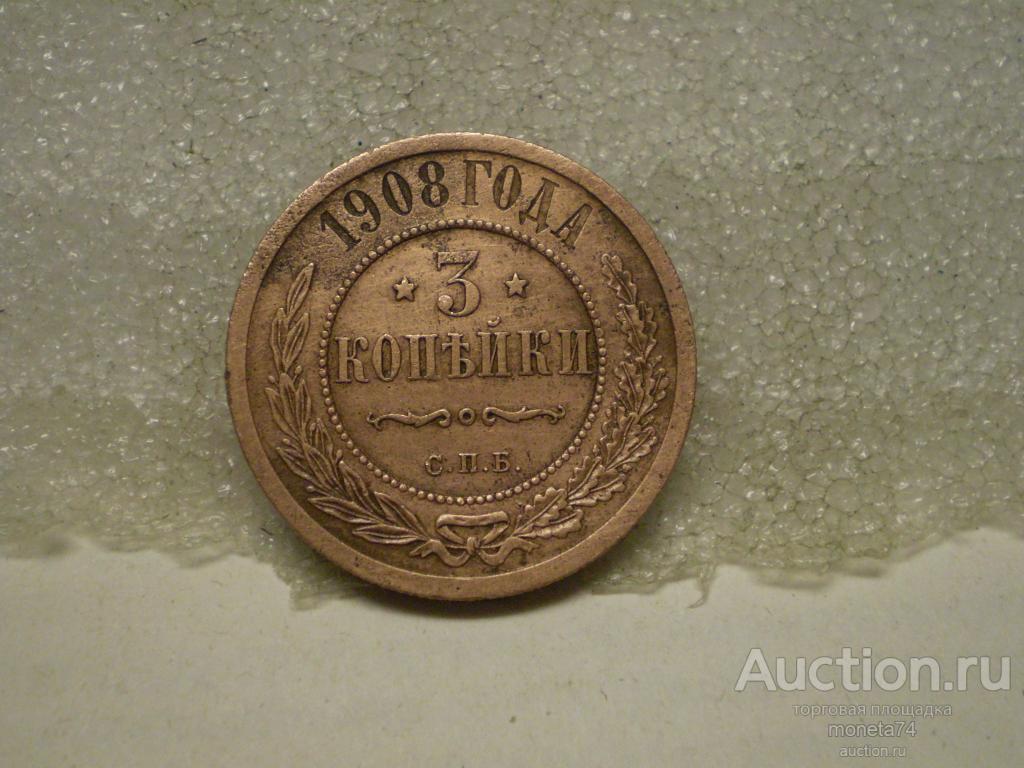 1908 ГОДА
3
КОПѢЙКИ
С.П.Б.
Auction.ru
торговая площадка
moneta74
auction.ru